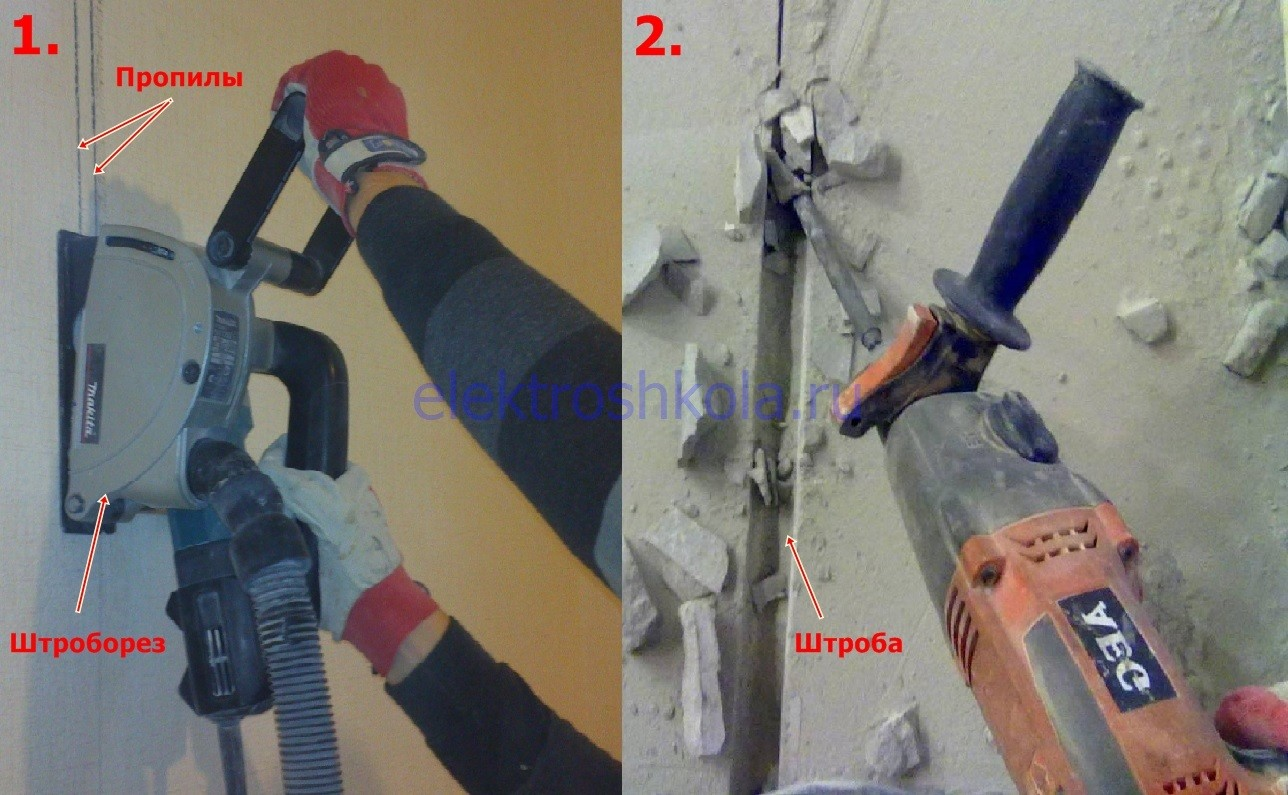 1.
Пропилы
makita
Штроборез
2.
elektroshkola.ru
Штроба
AEG